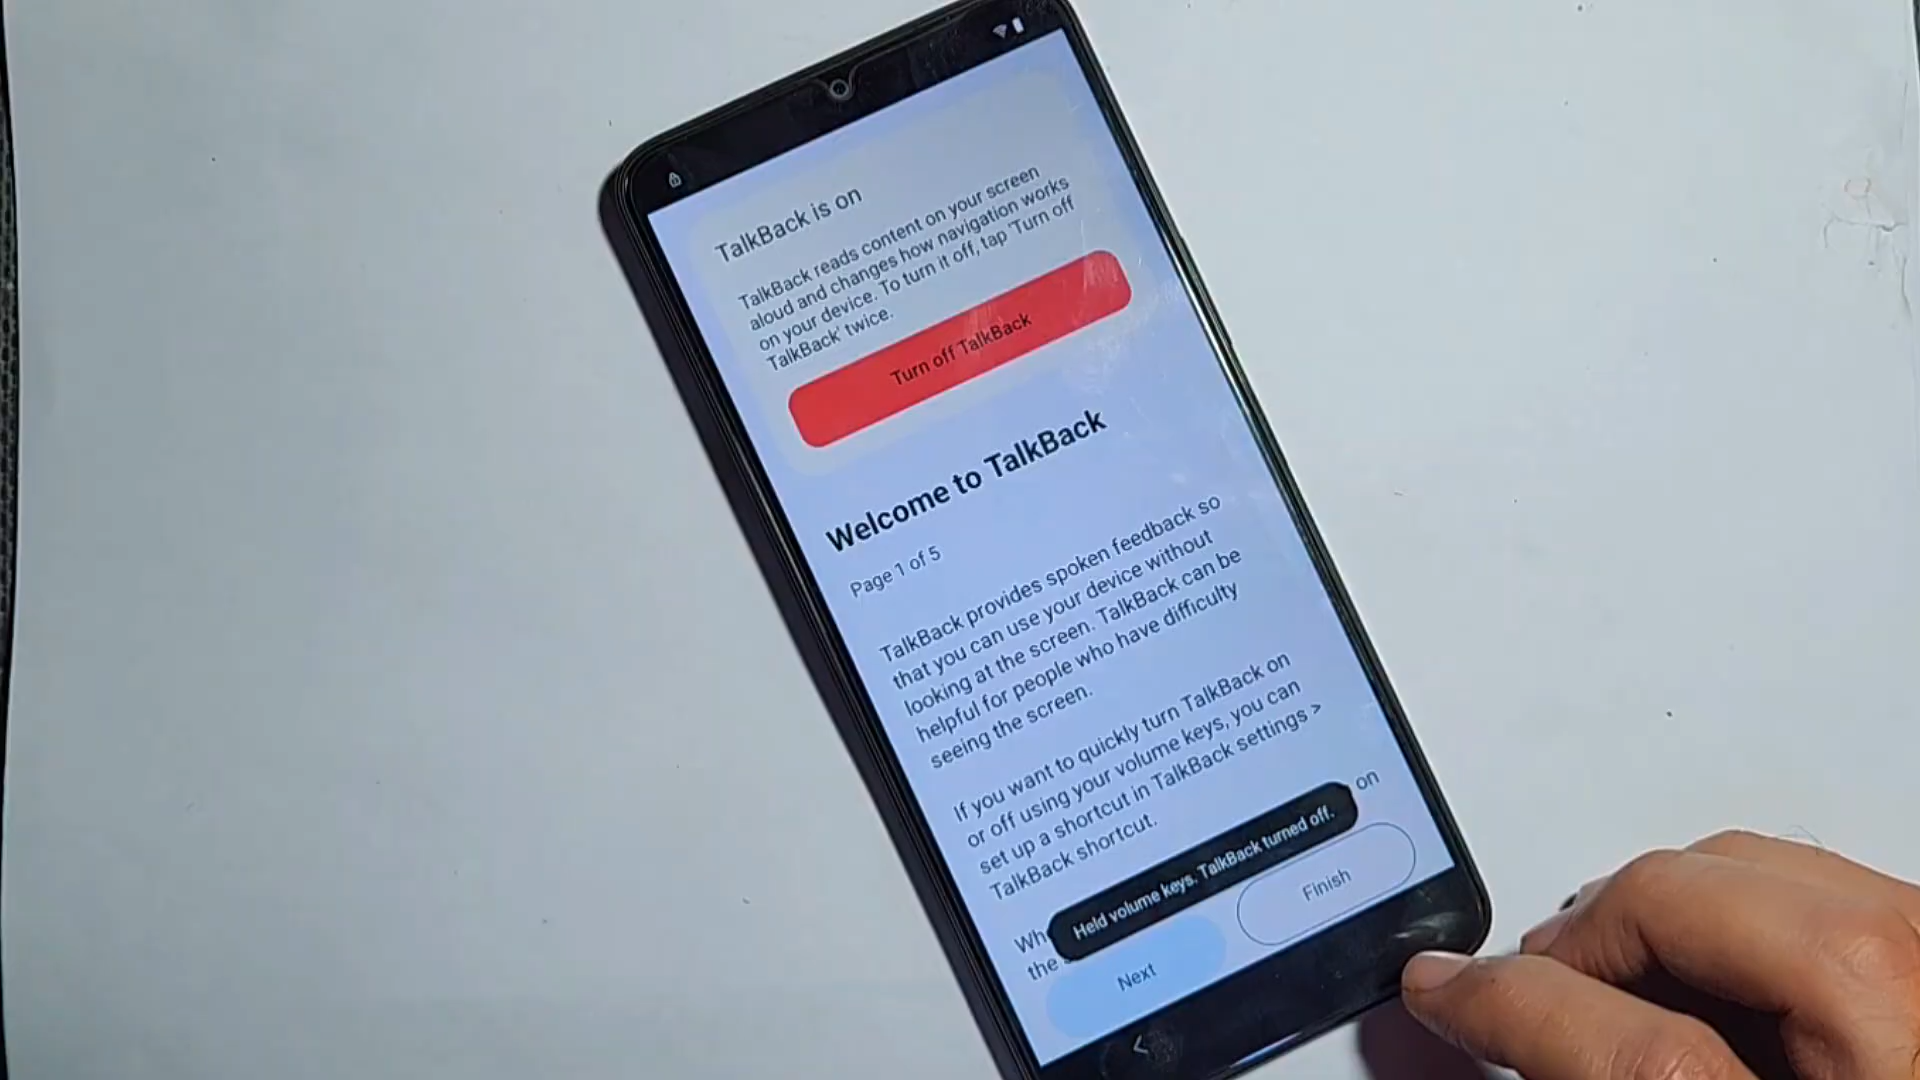 TalkBack is on
TalkBack reads content on your screen
aloud and changes how navigation works
on your device. To turn it off, tap 'Turn off
TalkBack' twice.
Turn off TalkBack
Welcome to TalkBack
Page 1 of 5
TalkBack provides spoken feedback so
that you can use your device without
looking at the screen. TalkBack can be
helpful for people who have difficulty
seeing the screen.
If you want to quickly turn TalkBack on
or off using your volume keys, you can
set up a shortcut in TalkBack settings >
TalkBack shortcut.
on
the
Held volume keys. TalkBack turned off.
Next
Finish